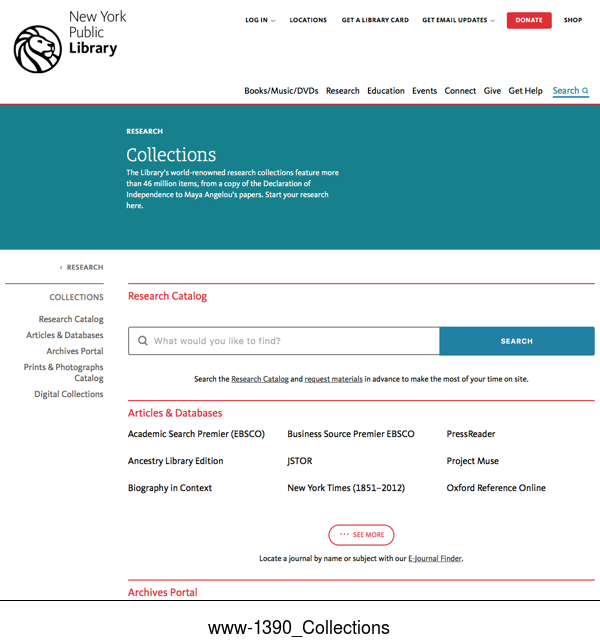 New York
Public
Library
LOG IN
LOCATIONS
GET A LIBRARY CARD
GET EMAIL UPDATES
DONATE
SHOP
Books/Music/DVDs Research Education Events Connect Give Get Help Search
RESEARCH
Collections
The Library's world-renowned research collections feature more
than 46 million items, from a copy of the Declaration of
Independence to Maya Angelou's papers. Start your research
here.
‹ RESEARCH
COLLECTIONS
Research Catalog
Articles & Databases
Archives Portal
Prints & Photographs
Catalog
Digital Collections
Research Catalog
What would you like to find?
SEARCH
Search the Research Catalog and request materials in advance to make the most of your time on site.
Articles & Databases
Academic Search Premier (EBSCO) Business Source Premier EBSCO PressReader
Ancestry Library Edition JSTOR Project Muse
Biography in Context New York Times (1851–2012) Oxford Reference Online
··· SEE MORE
Locate a journal by name or subject with our E-Journal Finder.
Archives Portal
www-1390_Collections